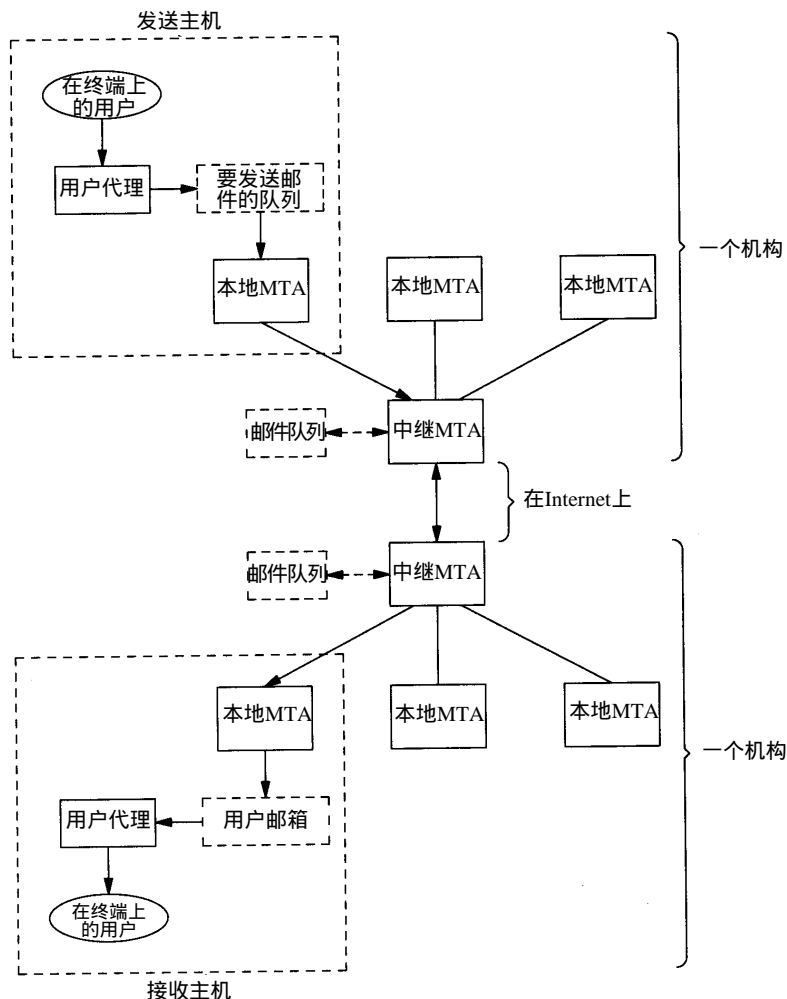 发送主机
在终端上
的用户
用户代理
要发送邮
件的队列
本地MTA
本地MTA
本地MTA
一个机构
邮件队列
中继MTA
在Internet上
邮件队列
中继MTA
本地MTA
本地MTA
本地MTA
一个机构
用户代理
用户邮箱
在终端上
的用户
接收主机